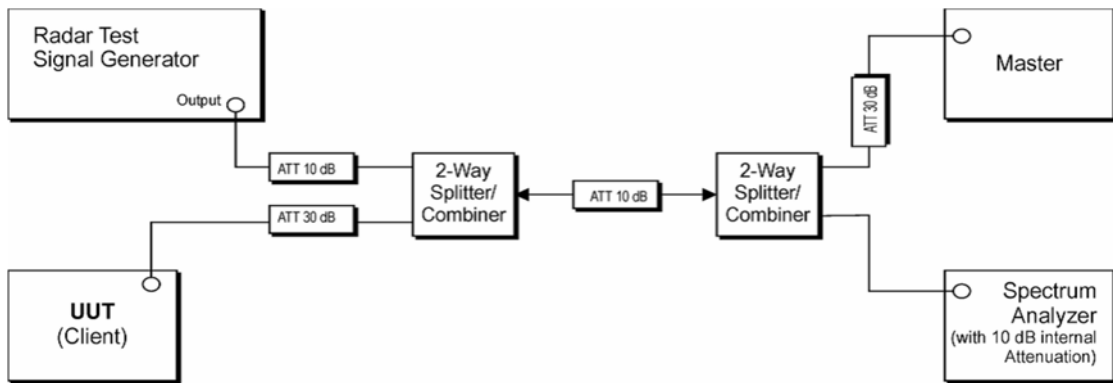 Radar Test
Signal Generator
Output
ATT 10 dB
2-Way
Splitter/
Combiner
ATT 30 dB
UUT
(Client)
ATT 10 dB
2-Way
Splitter/
Combiner
ATT 30 dB
Master
Spectrum
Analyzer
(with 10 dB internal
Attenuation)